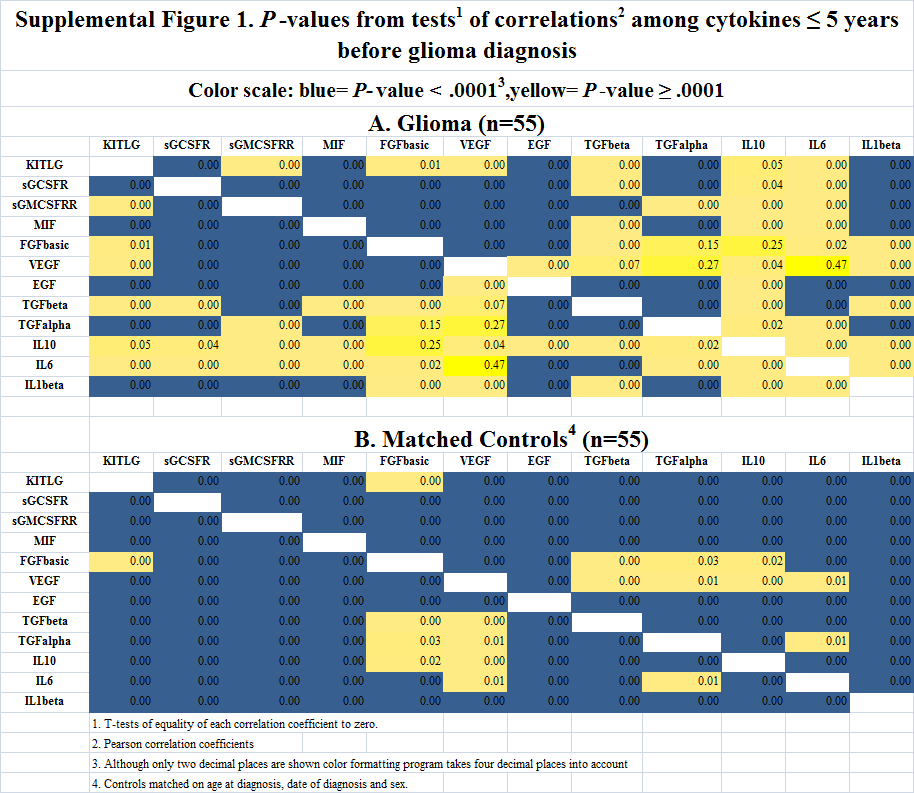 Supplemental Figure 1. P -values from tests1 of correlations2 among cytokines ≤ 5 years
before glioma diagnosis
Color scale: blue= P- value < .00013,yellow= P -value ≥ .0001
A. Glioma (n=55)
KITLG sGCSFR sGMCSFRR MIF FGFbasic VEGF EGF TGFbeta TGFalpha IL10 IL6 IL1beta
KITLG 0.00 0.00 0.00 0.01 0.00 0.00 0.00 0.00 0.05 0.00 0.00
sGCSFR 0.00 0.00 0.00 0.00 0.00 0.00 0.00 0.00 0.04 0.00 0.00
sGMCSFRR 0.00 0.00 0.00 0.00 0.00 0.00 0.00 0.00 0.00 0.00 0.00
MIF 0.00 0.00 0.00 0.00 0.00 0.00 0.00 0.00 0.00 0.00 0.00
FGFbasic 0.01 0.00 0.00 0.00 0.00 0.00 0.00 0.15 0.25 0.02 0.00
VEGF 0.00 0.00 0.00 0.00 0.00 0.00 0.07 0.27 0.04 0.47 0.00
EGF 0.00 0.00 0.00 0.00 0.00 0.00 0.00 0.00 0.00 0.00 0.00
TGFbeta 0.00 0.00 0.00 0.00 0.00 0.07 0.00 0.00 0.00 0.00 0.00
TGFalpha 0.00 0.00 0.00 0.00 0.15 0.27 0.00 0.00 0.02 0.00 0.00
IL10 0.05 0.04 0.00 0.00 0.25 0.04 0.00 0.00 0.02 0.00 0.00
IL6 0.00 0.00 0.00 0.00 0.02 0.47 0.00 0.00 0.00 0.00 0.00
IL1beta 0.00 0.00 0.00 0.00 0.00 0.00 0.00 0.00 0.00 0.00 0.00
B. Matched Controls4 (n=55)
KITLG sGCSFR sGMCSFRR MIF FGFbasic VEGF EGF TGFbeta TGFalpha IL10 IL6 IL1beta
KITLG 0.00 0.00 0.00 0.00 0.00 0.00 0.00 0.00 0.00 0.00 0.00
sGCSFR 0.00 0.00 0.00 0.00 0.00 0.00 0.00 0.00 0.00 0.00 0.00
sGMCSFRR 0.00 0.00 0.00 0.00 0.00 0.00 0.00 0.00 0.00 0.00 0.00
MIF 0.00 0.00 0.00 0.00 0.00 0.00 0.00 0.00 0.00 0.00 0.00
FGFbasic 0.00 0.00 0.00 0.00 0.00 0.00 0.00 0.03 0.02 0.00 0.00
VEGF 0.00 0.00 0.00 0.00 0.00 0.00 0.00 0.01 0.00 0.01 0.00
EGF 0.00 0.00 0.00 0.00 0.00 0.00 0.00 0.00 0.00 0.00 0.00
TGFbeta 0.00 0.00 0.00 0.00 0.00 0.00 0.00 0.00 0.00 0.00 0.00
TGFalpha 0.00 0.00 0.00 0.00 0.03 0.01 0.00 0.00 0.00 0.01 0.00
IL10 0.00 0.00 0.00 0.00 0.02 0.00 0.00 0.00 0.00 0.00 0.00
IL6 0.00 0.00 0.00 0.00 0.00 0.01 0.00 0.00 0.01 0.00 0.00
IL1beta 0.00 0.00 0.00 0.00 0.00 0.00 0.00 0.00 0.00 0.00 0.00
1. T-tests of equality of each correlation coefficient to zero.
2. Pearson correlation coefficients
3. Although only two decimal places are shown color formatting program takes four decimal places into account
4. Controls matched on age at diagnosis, date of diagnosis and sex.